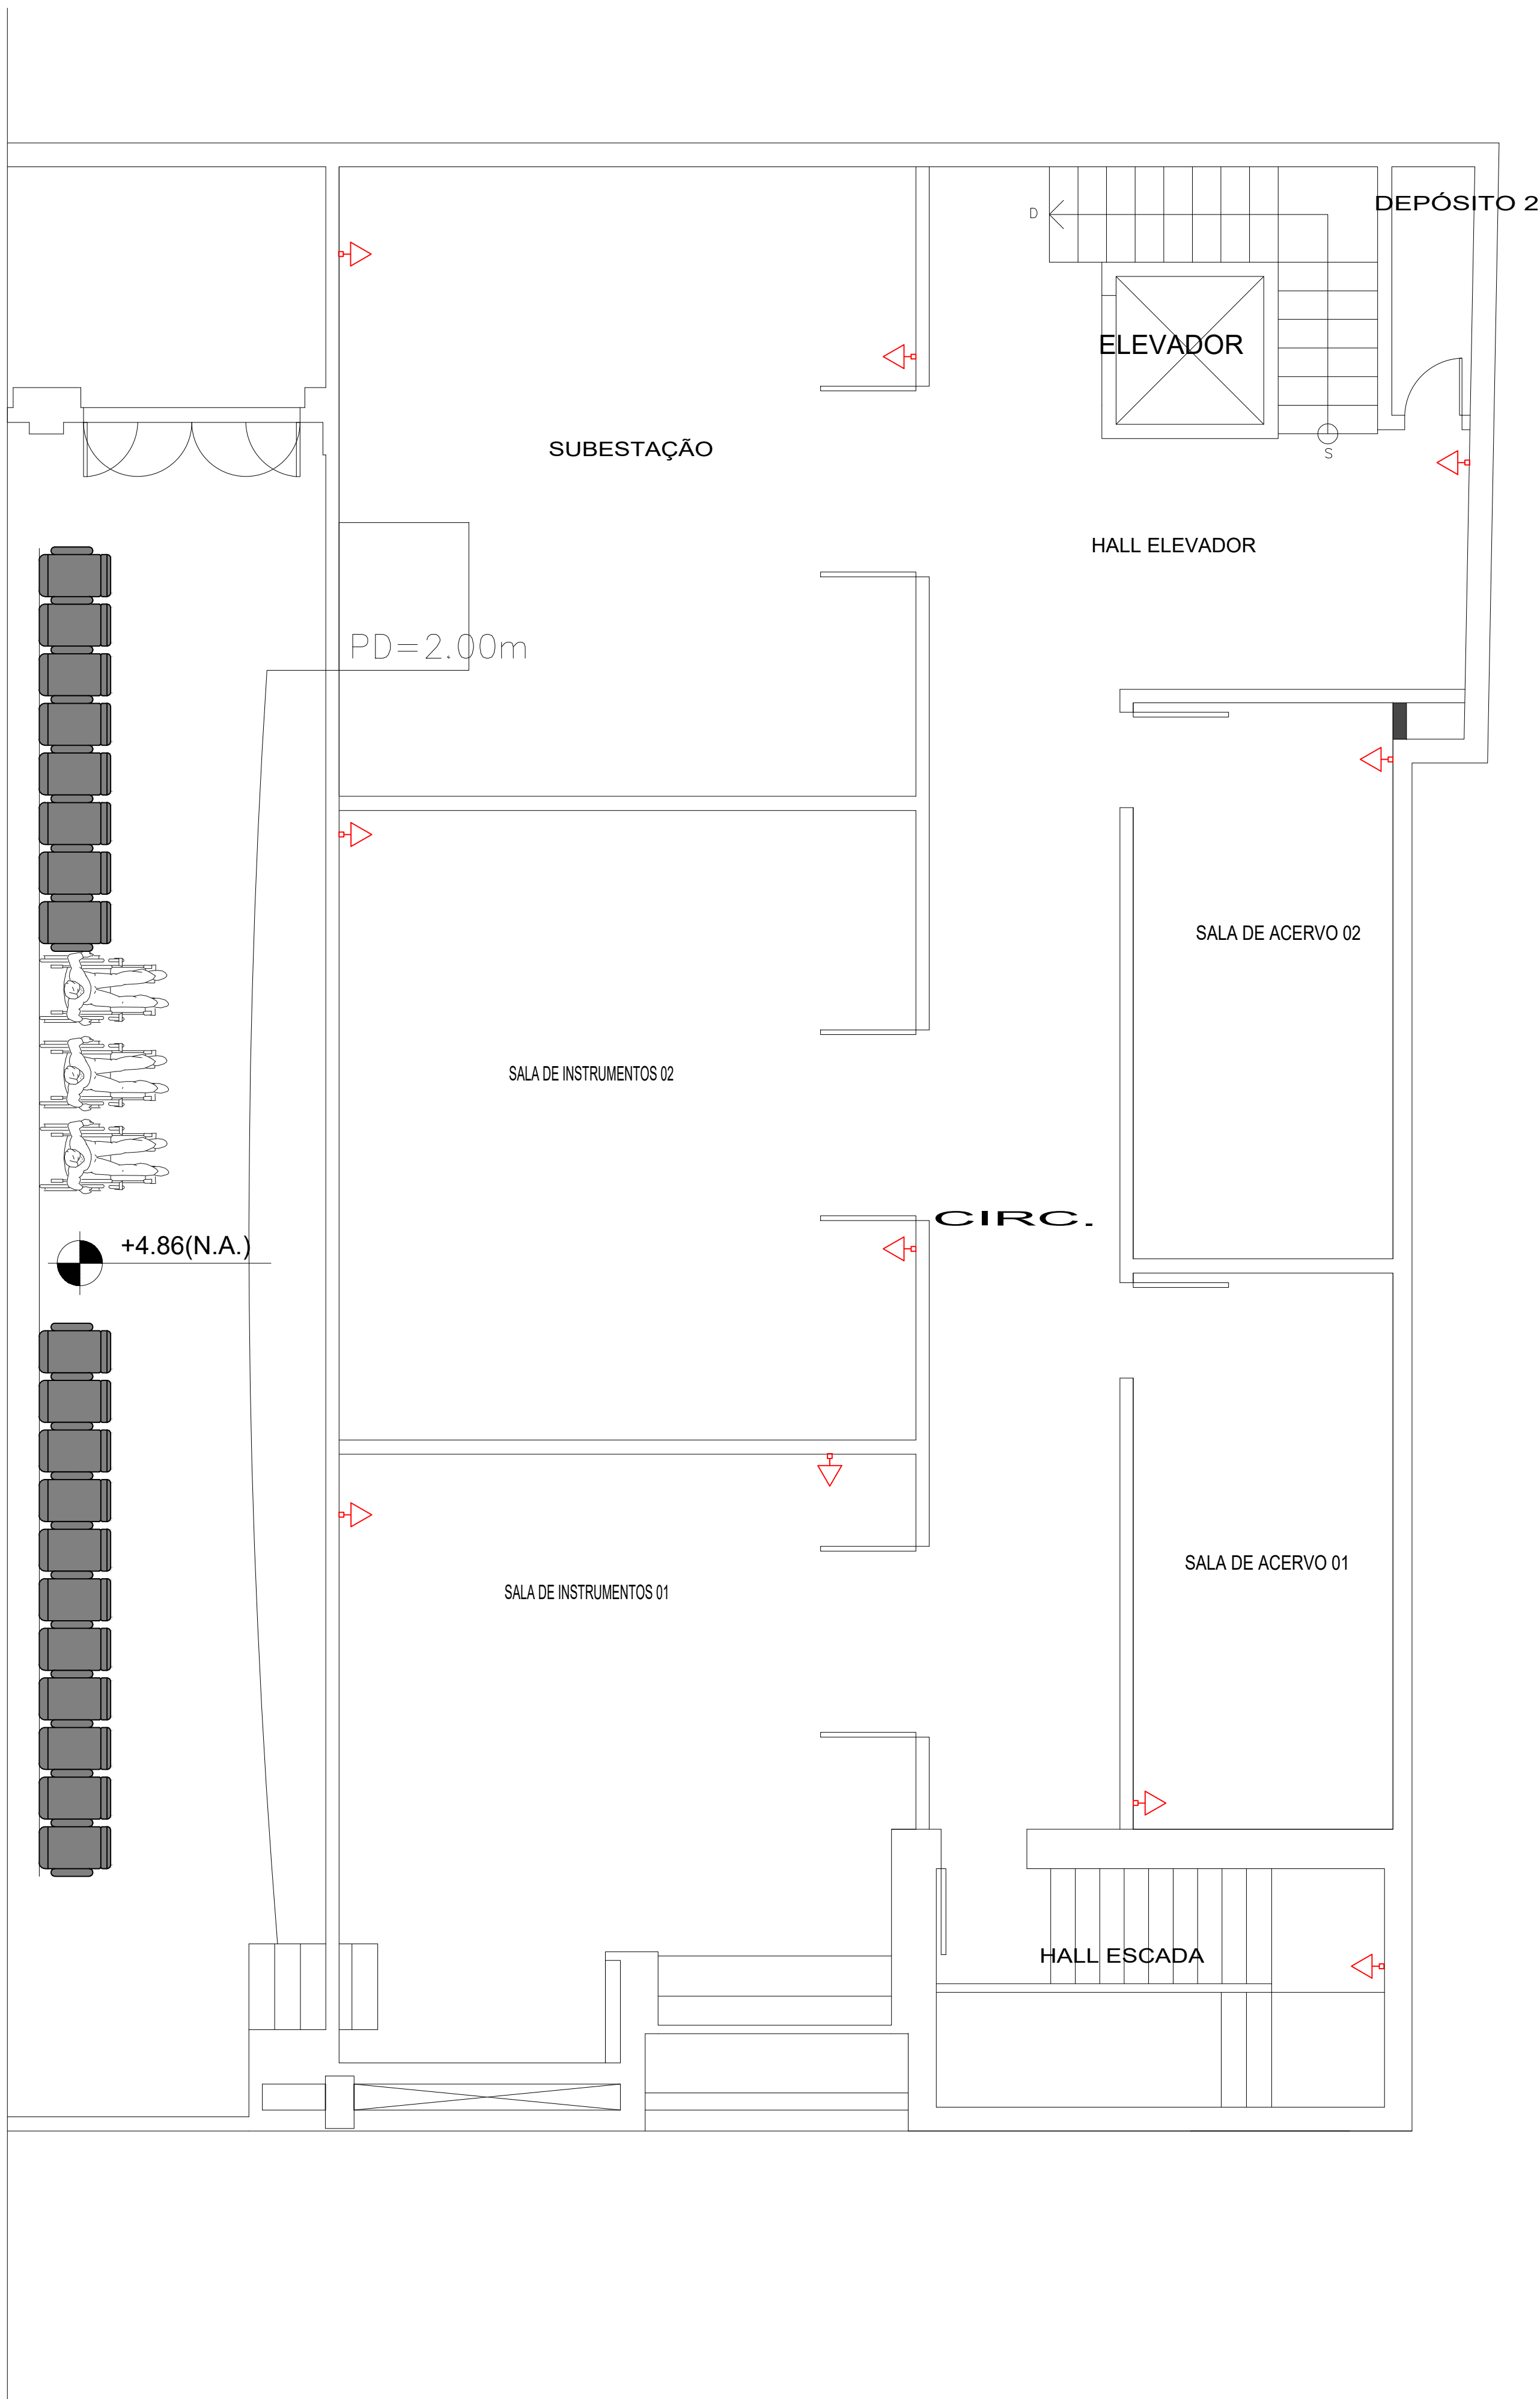 DEPÓSITO 2
D
ELEVADOR
SUBESTAÇÃO
S
HALL ELEVADOR
PD=2.00m
SALA DE ACERVO 02
SALA DE INSTRUMENTOS 02
CIRC.
+4.86(N.A.)
SALA DE ACERVO 01
SALA DE INSTRUMENTOS 01
HALL ESCADA